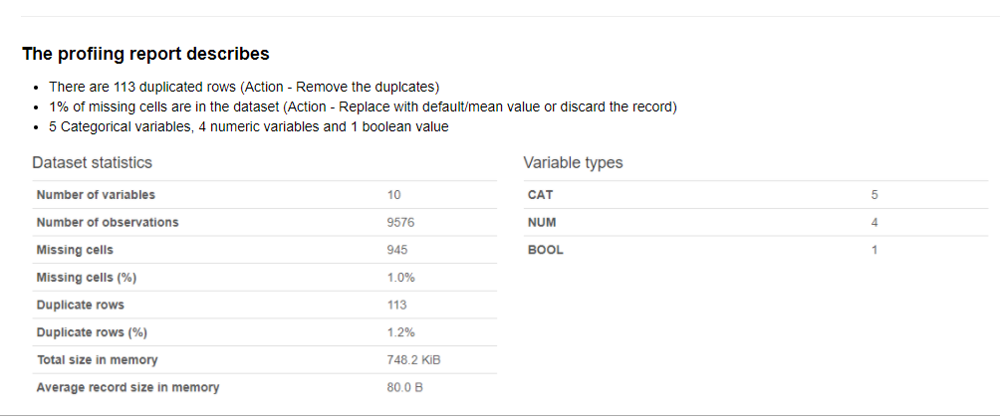 The profiing report describes
There are 113 duplicated rows (Action - Remove the duplcates)
1% of missing cells are in the dataset (Action - Replace with default/mean value or discard the record)
5 Categorical variables, 4 numeric variables and 1 boolean value
Dataset statistics
Number of variables 10
Number of observations 9576
Missing cells 945
Missing cells (%) 1.0%
Duplicate rows 113
Duplicate rows (%) 1.2%
Total size in memory 748.2 KiB
Average record size in memory 80.0 B
Variable types
CAT 5
NUM 4
BOOL 1